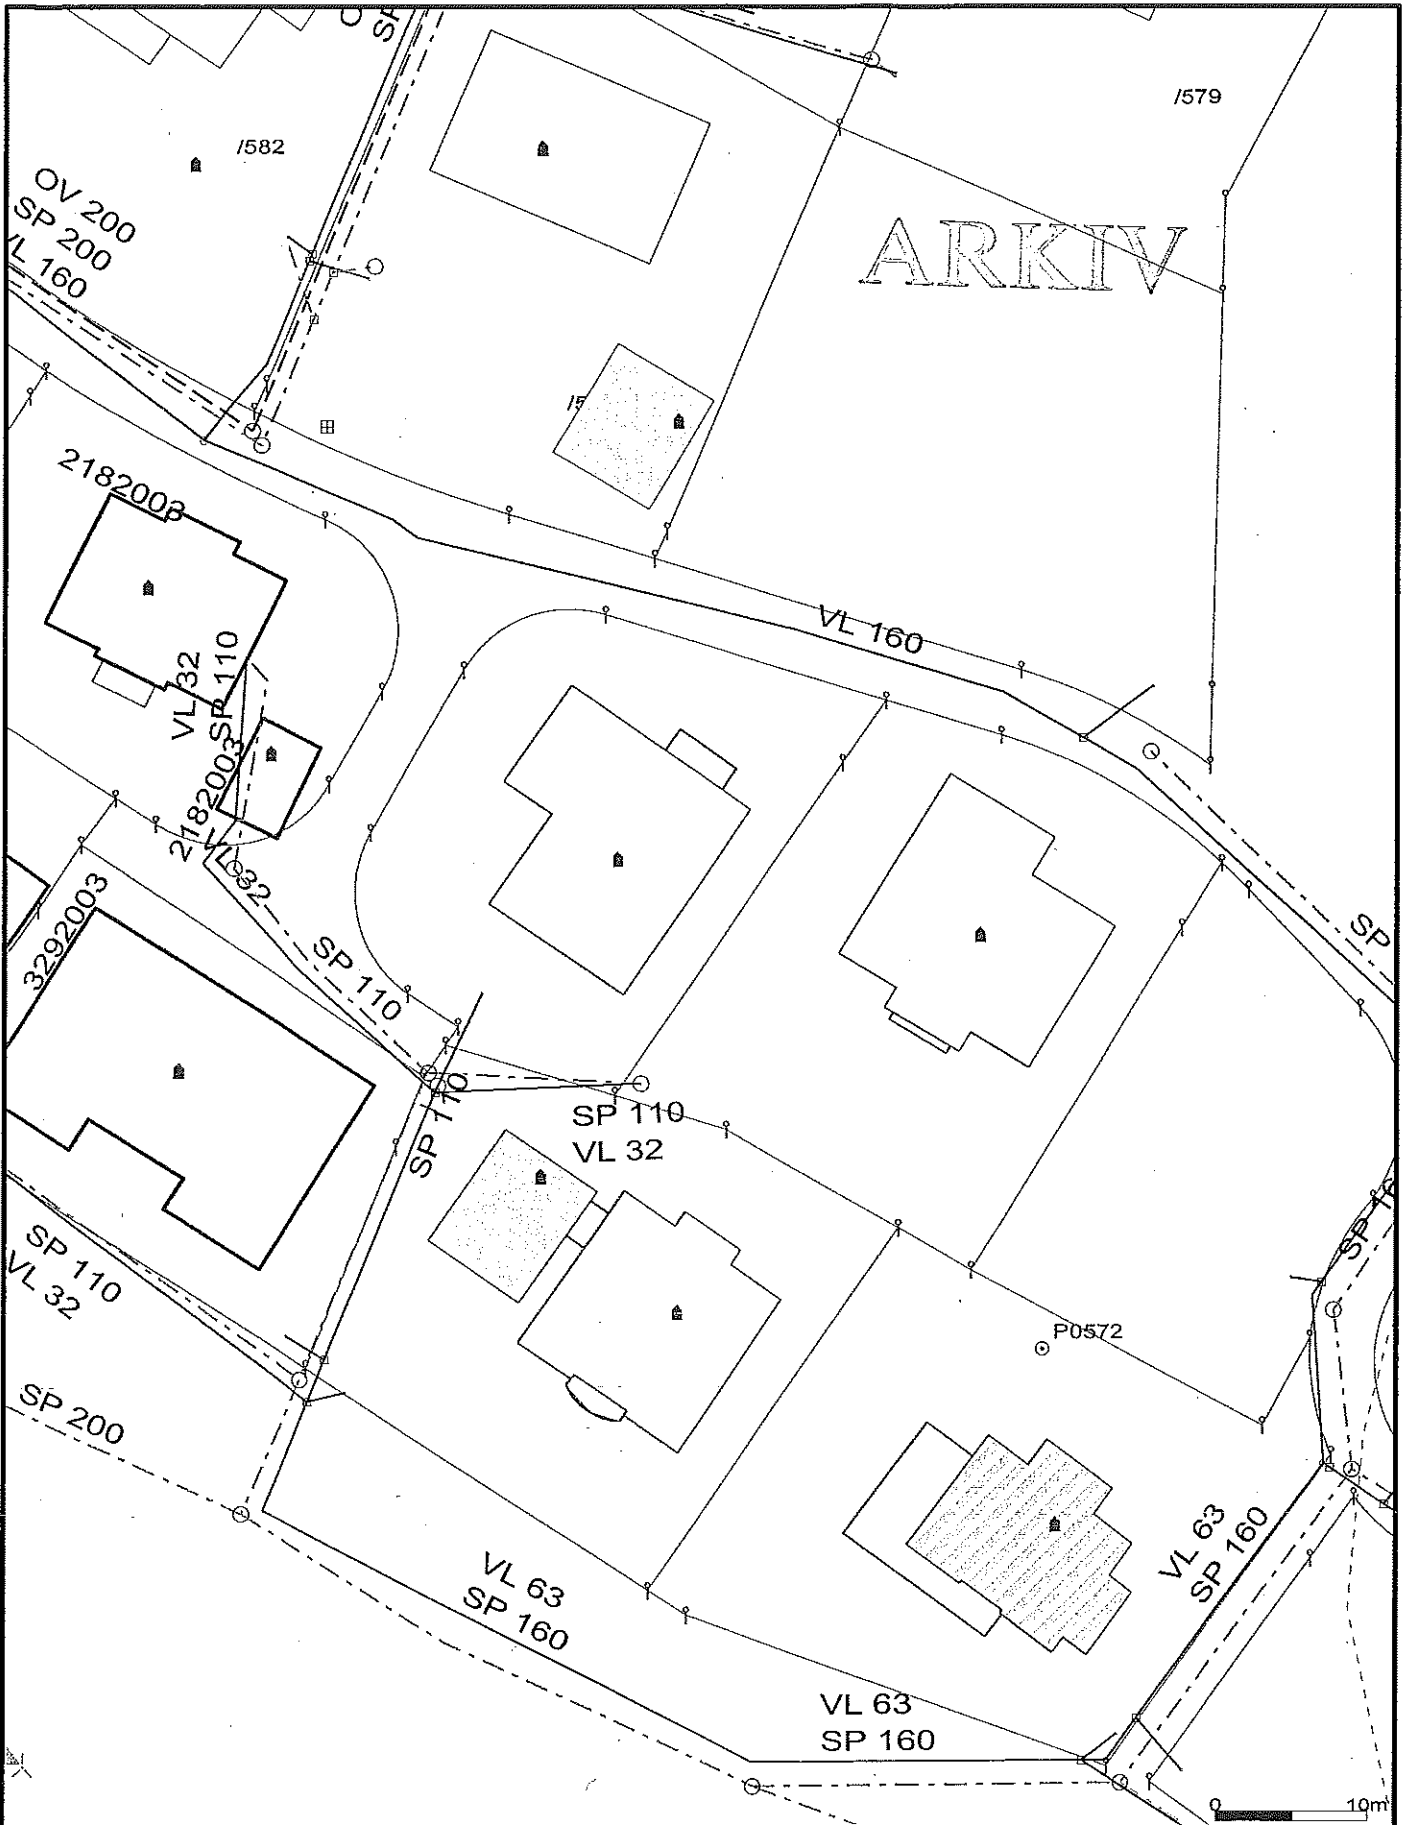 /582
/579
OV 200
SP 200
VL 160
ARKIV
2182003
VL 32
SP 110
VL 160
2182003
VL 32
3292003
SP 110
SP
SP 110
SP 110
VL 32
SP 110
VL 32
P0572
SP 200
VL 63
SP 160
VL 63
SP 160
VL 63
SP 160
0 10m